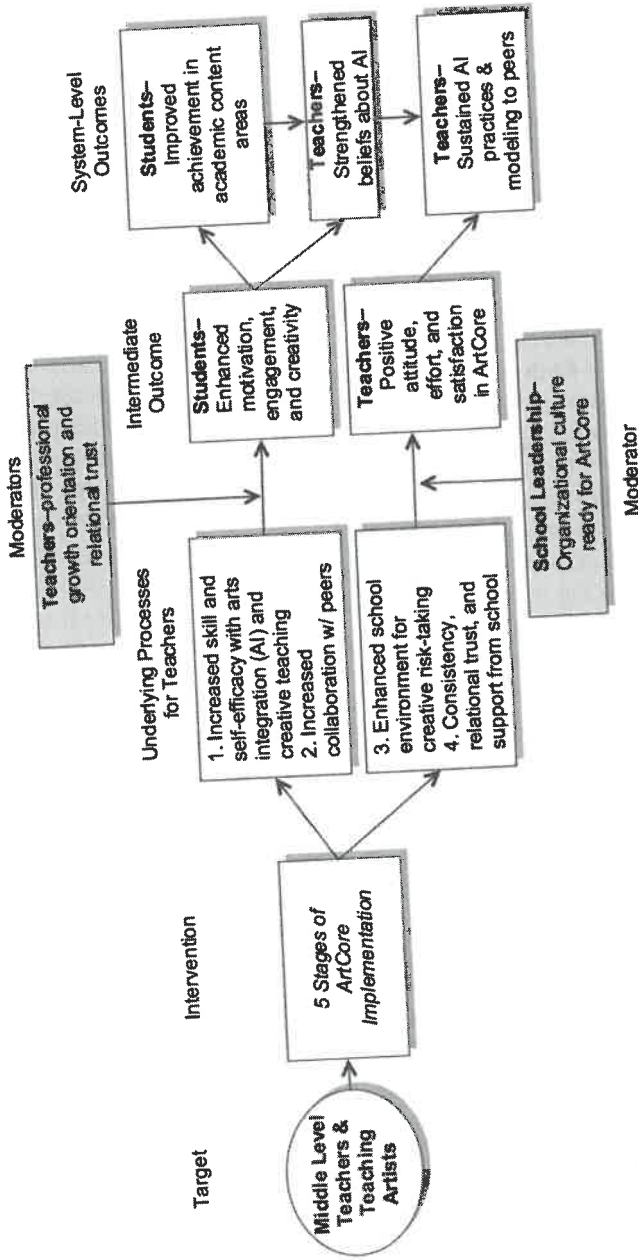 Target
Middle Level
Teachers &
Teaching
Artists
Intervention
5 Stages of
ArtCore
Implementation
Underlying Processes
for Teachers
1. Increased skill and
self-efficacy with arts
integration (AI) and
creative teaching
2. Increased
collaboration w/ peers
3. Enhanced school
environment for
creative risk-taking
4. Consistency,
relational trust, and
support from school
Moderators
Teachers–professional
growth orientation and
relational trust
Intermediate
Outcome
Students–
Enhanced
motivation,
engagement,
and creativity
Teachers–
Positive
attitude,
effort, and
satisfaction
in ArtCore
School Leadership–
Organizational culture
ready for ArtCore
Moderator
System-Level
Outcomes
Students–
Improved
achievement in
academic content
areas
Teachers–
Strengthened
beliefs about AI
Teachers–
Sustained AI
practices &
modeling to peers